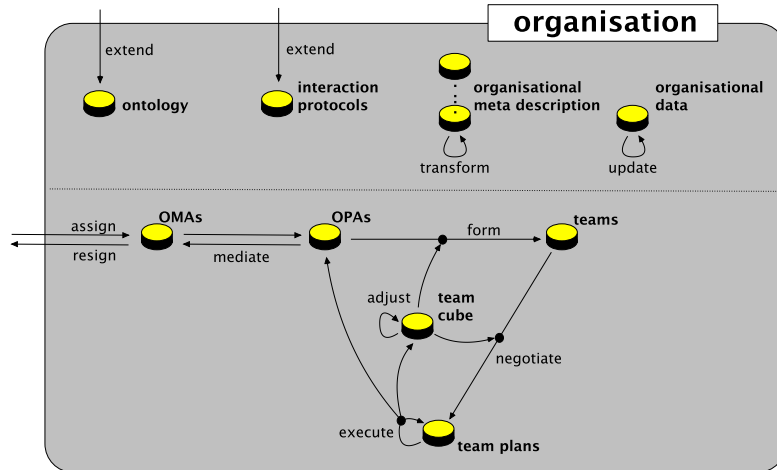 organisation
extend
extend
ontology
interaction
protocols
organisational
meta description
organisational
data
transform
update
assign
resign
OMAs
mediate
OPAs
form
teams
adjust
team
cube
negotiate
execute
team plans